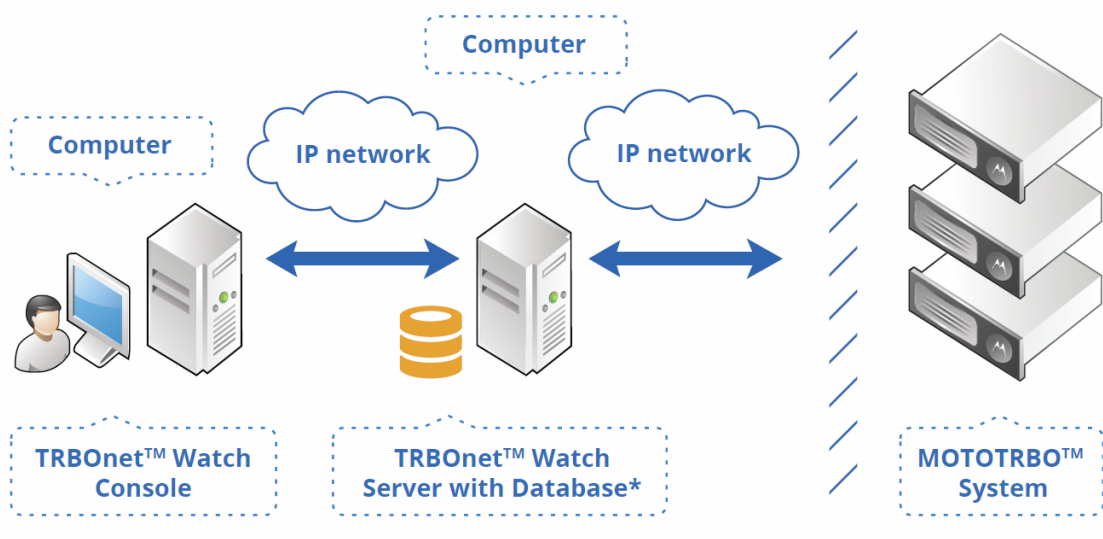 Computer
Computer
IP network
IP network
TRBOnet™ Watch
Console
TRBOnet™ Watch
Server with Database*
MOTOTRBO™
System